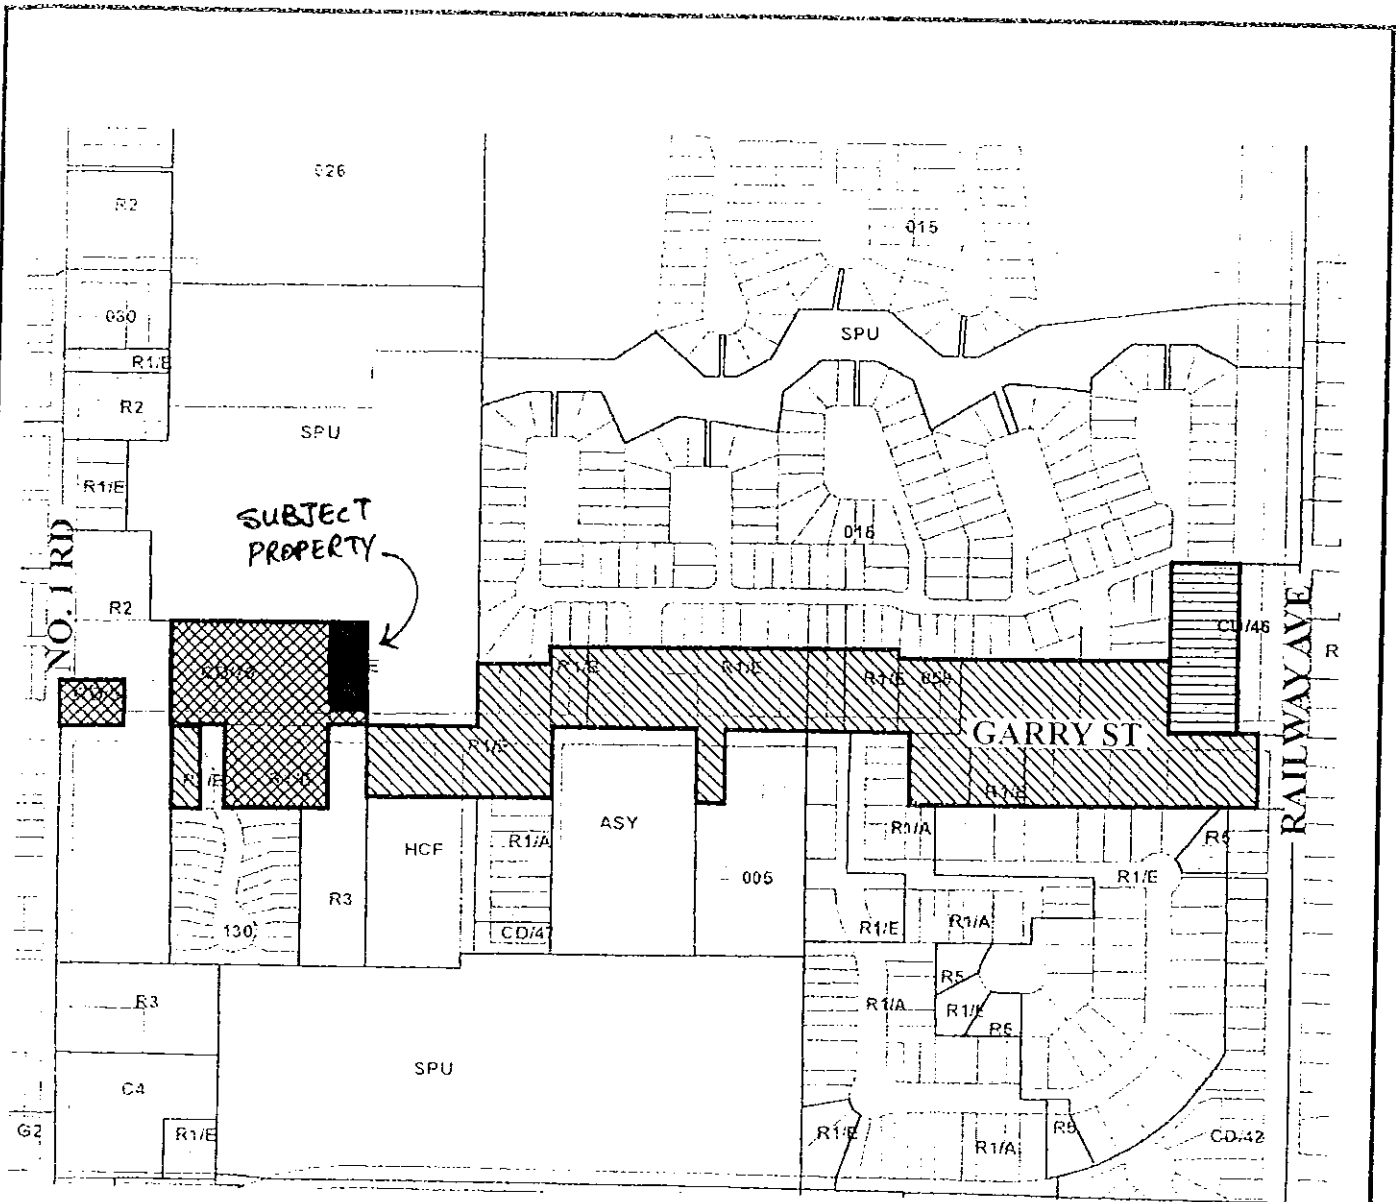 026
R2
015
030
SPU
R1/E
R2
SPU
R1/E
SUBJECT
PROPERTY
016
NO. 1 RD
R2
CD/46
RAILWAY AVE
R
R1/E
R1/E
R1/E
GARRY ST
R1/E
R1/E
R1/E
ASY
R1/A
R5
HCF
R1/A
005
R1/E
R3
130
CD/47
R1/E
R1/A
R5
R3
R1/A
R1/E
R5
SPU
C4
G2
R1/E
R1/E
R1/A
R5
CD/42